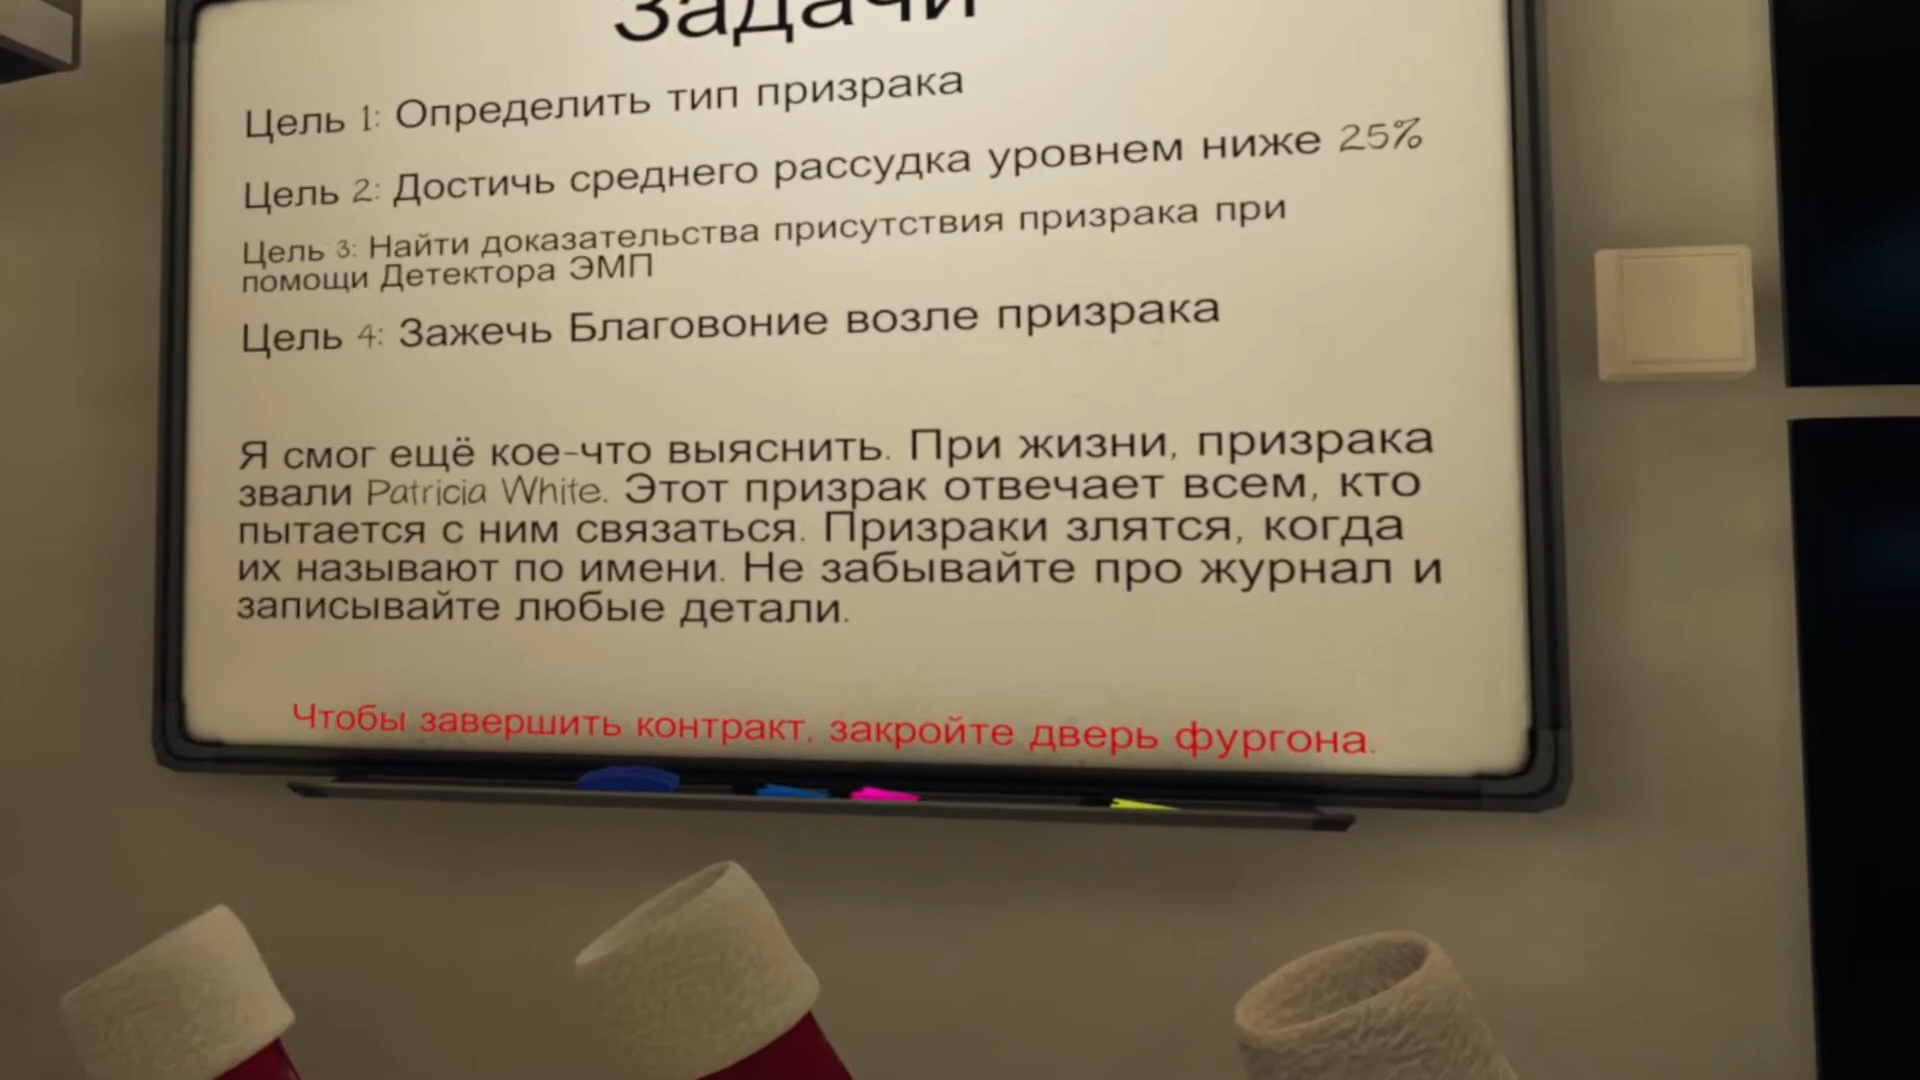 Задачи
Цель 1: Определить тип призрака
Цель 2: Достичь среднего рассудка уровнем ниже 25%
Цель 3: Найти доказательства присутствия призрака при
помощи Детектора ЭМП
Цель 4: Зажечь Благовоние возле призрака
Я смог ещё кое-что выяснить. При жизни, призрака
звали Patricia White. Этот призрак отвечает всем, кто
пытается с ним связаться. Призраки злятся, когда
их называют по имени. Не забывайте про журнал и
записывайте любые детали.
Чтобы завершить контракт, закройте дверь фургона.